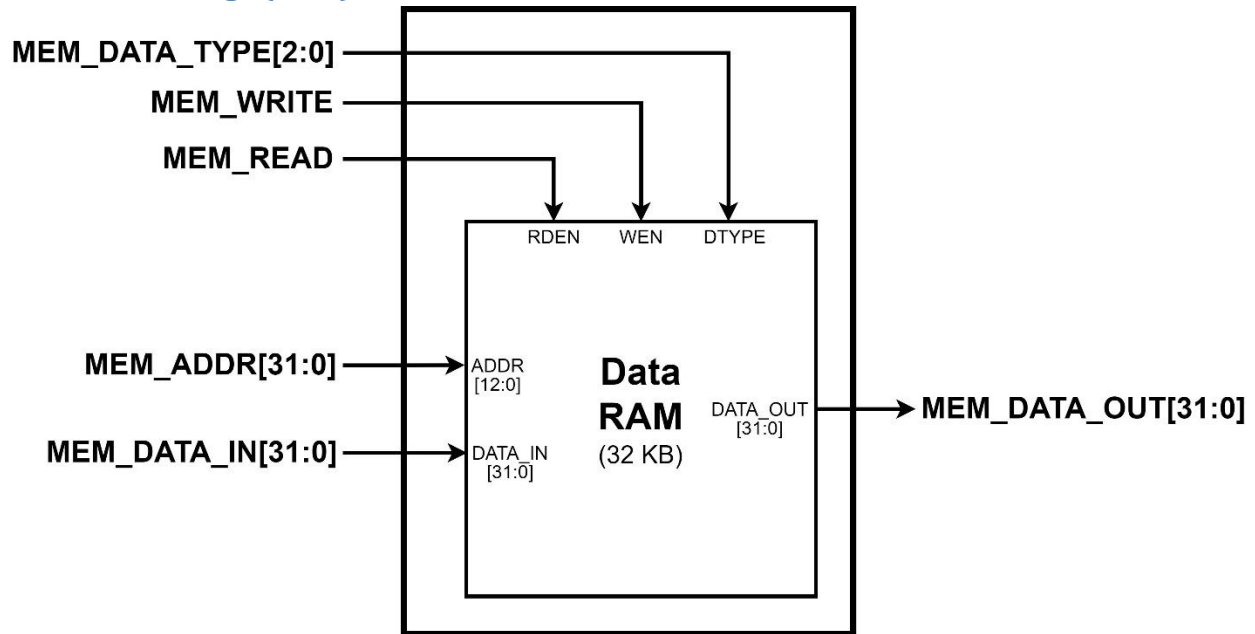 MEM_DATA_TYPE[2:0]
MEM_WRITE
MEM_READ
RDEN WEN DTYPE
MEM_ADDR[31:0]
ADDR
[12:0]
Data
RAM
(32 KB)
DATA_OUT
[31:0]
MEM_DATA_OUT[31:0]
MEM_DATA_IN[31:0]
DATA_IN
[31:0]